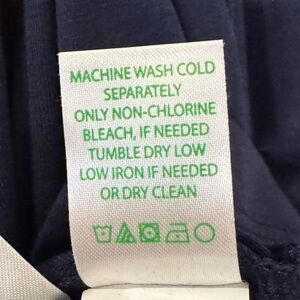 MACHINE WASH COLD
SEPARATELY
ONLY NON-CHLORINE
BLEACH, IF NEEDED
TUMBLE DRY LOW
LOW IRON IF NEEDED
OR DRY CLEAN